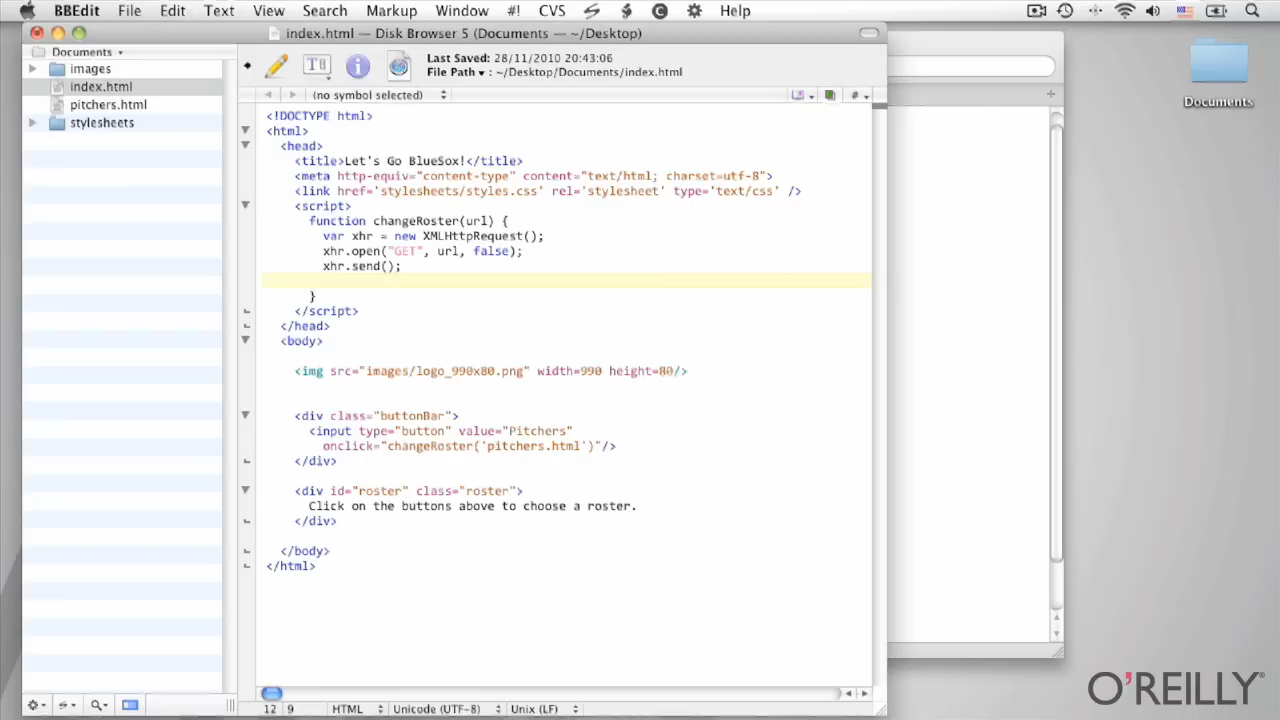 BBEdit File Edit Text View Search Markup Window #! CVS Help
index.html — Disk Browser 5 (Documents — ~/Desktop)
Documents
images
index.html
pitchers.html
stylesheets
Last Saved: 28/11/2010 20:43:06
File Path : ~/Desktop/Documents/index.html
(no symbol selected)
#
<!DOCTYPE html>
<html>
<head>
<title>Let's Go BlueSox!</title>
<meta http-equiv="content-type" content="text/html; charset=utf-8">
<link href='stylesheets/styles.css' rel='stylesheet' type='text/css' />
<script>
function changeRoster(url) {
var xhr = new XMLHttpRequest();
xhr.open("GET", url, false);
xhr.send();
}
</script>
</head>
<body>
<img src="images/logo_990x80.png" width=990 height=80/>
<div class="buttonBar">
<input type="button" value="Pitchers"
onclick="changeRoster('pitchers.html')"/>
</div>
<div id="roster" class="roster">
Click on the buttons above to choose a roster.
</div>
</body>
</html>
12 9 HTML Unicode (UTF-8) Unix (LF)
Documents
O'REILLY®